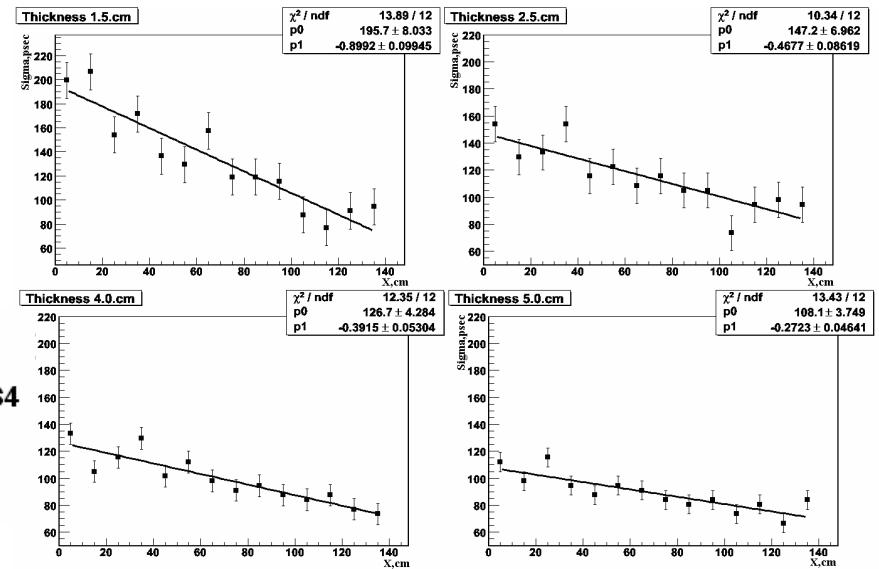 Thickness 1.5.cm
χ² / ndf 13.89 / 12
p0 195.7 ± 8.033
p1 -0.8992 ± 0.09945
Sigma,psec
220
200
180
160
140
120
100
80
60
0 20 40 60 80 100 120 140
X,cm
Thickness 2.5.cm
χ² / ndf 10.34 / 12
p0 147.2 ± 6.962
p1 -0.4677 ± 0.08619
Sigma,psec
220
200
180
160
140
120
100
80
60
0 20 40 60 80 100 120 140
X,cm
Thickness 4.0.cm
χ² / ndf 12.35 / 12
p0 126.7 ± 4.284
p1 -0.3915 ± 0.05304
220
200
180
160
140
120
100
80
60
0 20 40 60 80 100 120 140
X,cm
Thickness 5.0.cm
χ² / ndf 13.43 / 12
p0 108.1 ± 3.749
p1 -0.2723 ± 0.04641
Sigma,psec
220
200
180
160
140
120
100
80
60
0 20 40 60 80 100 120 140
X,cm